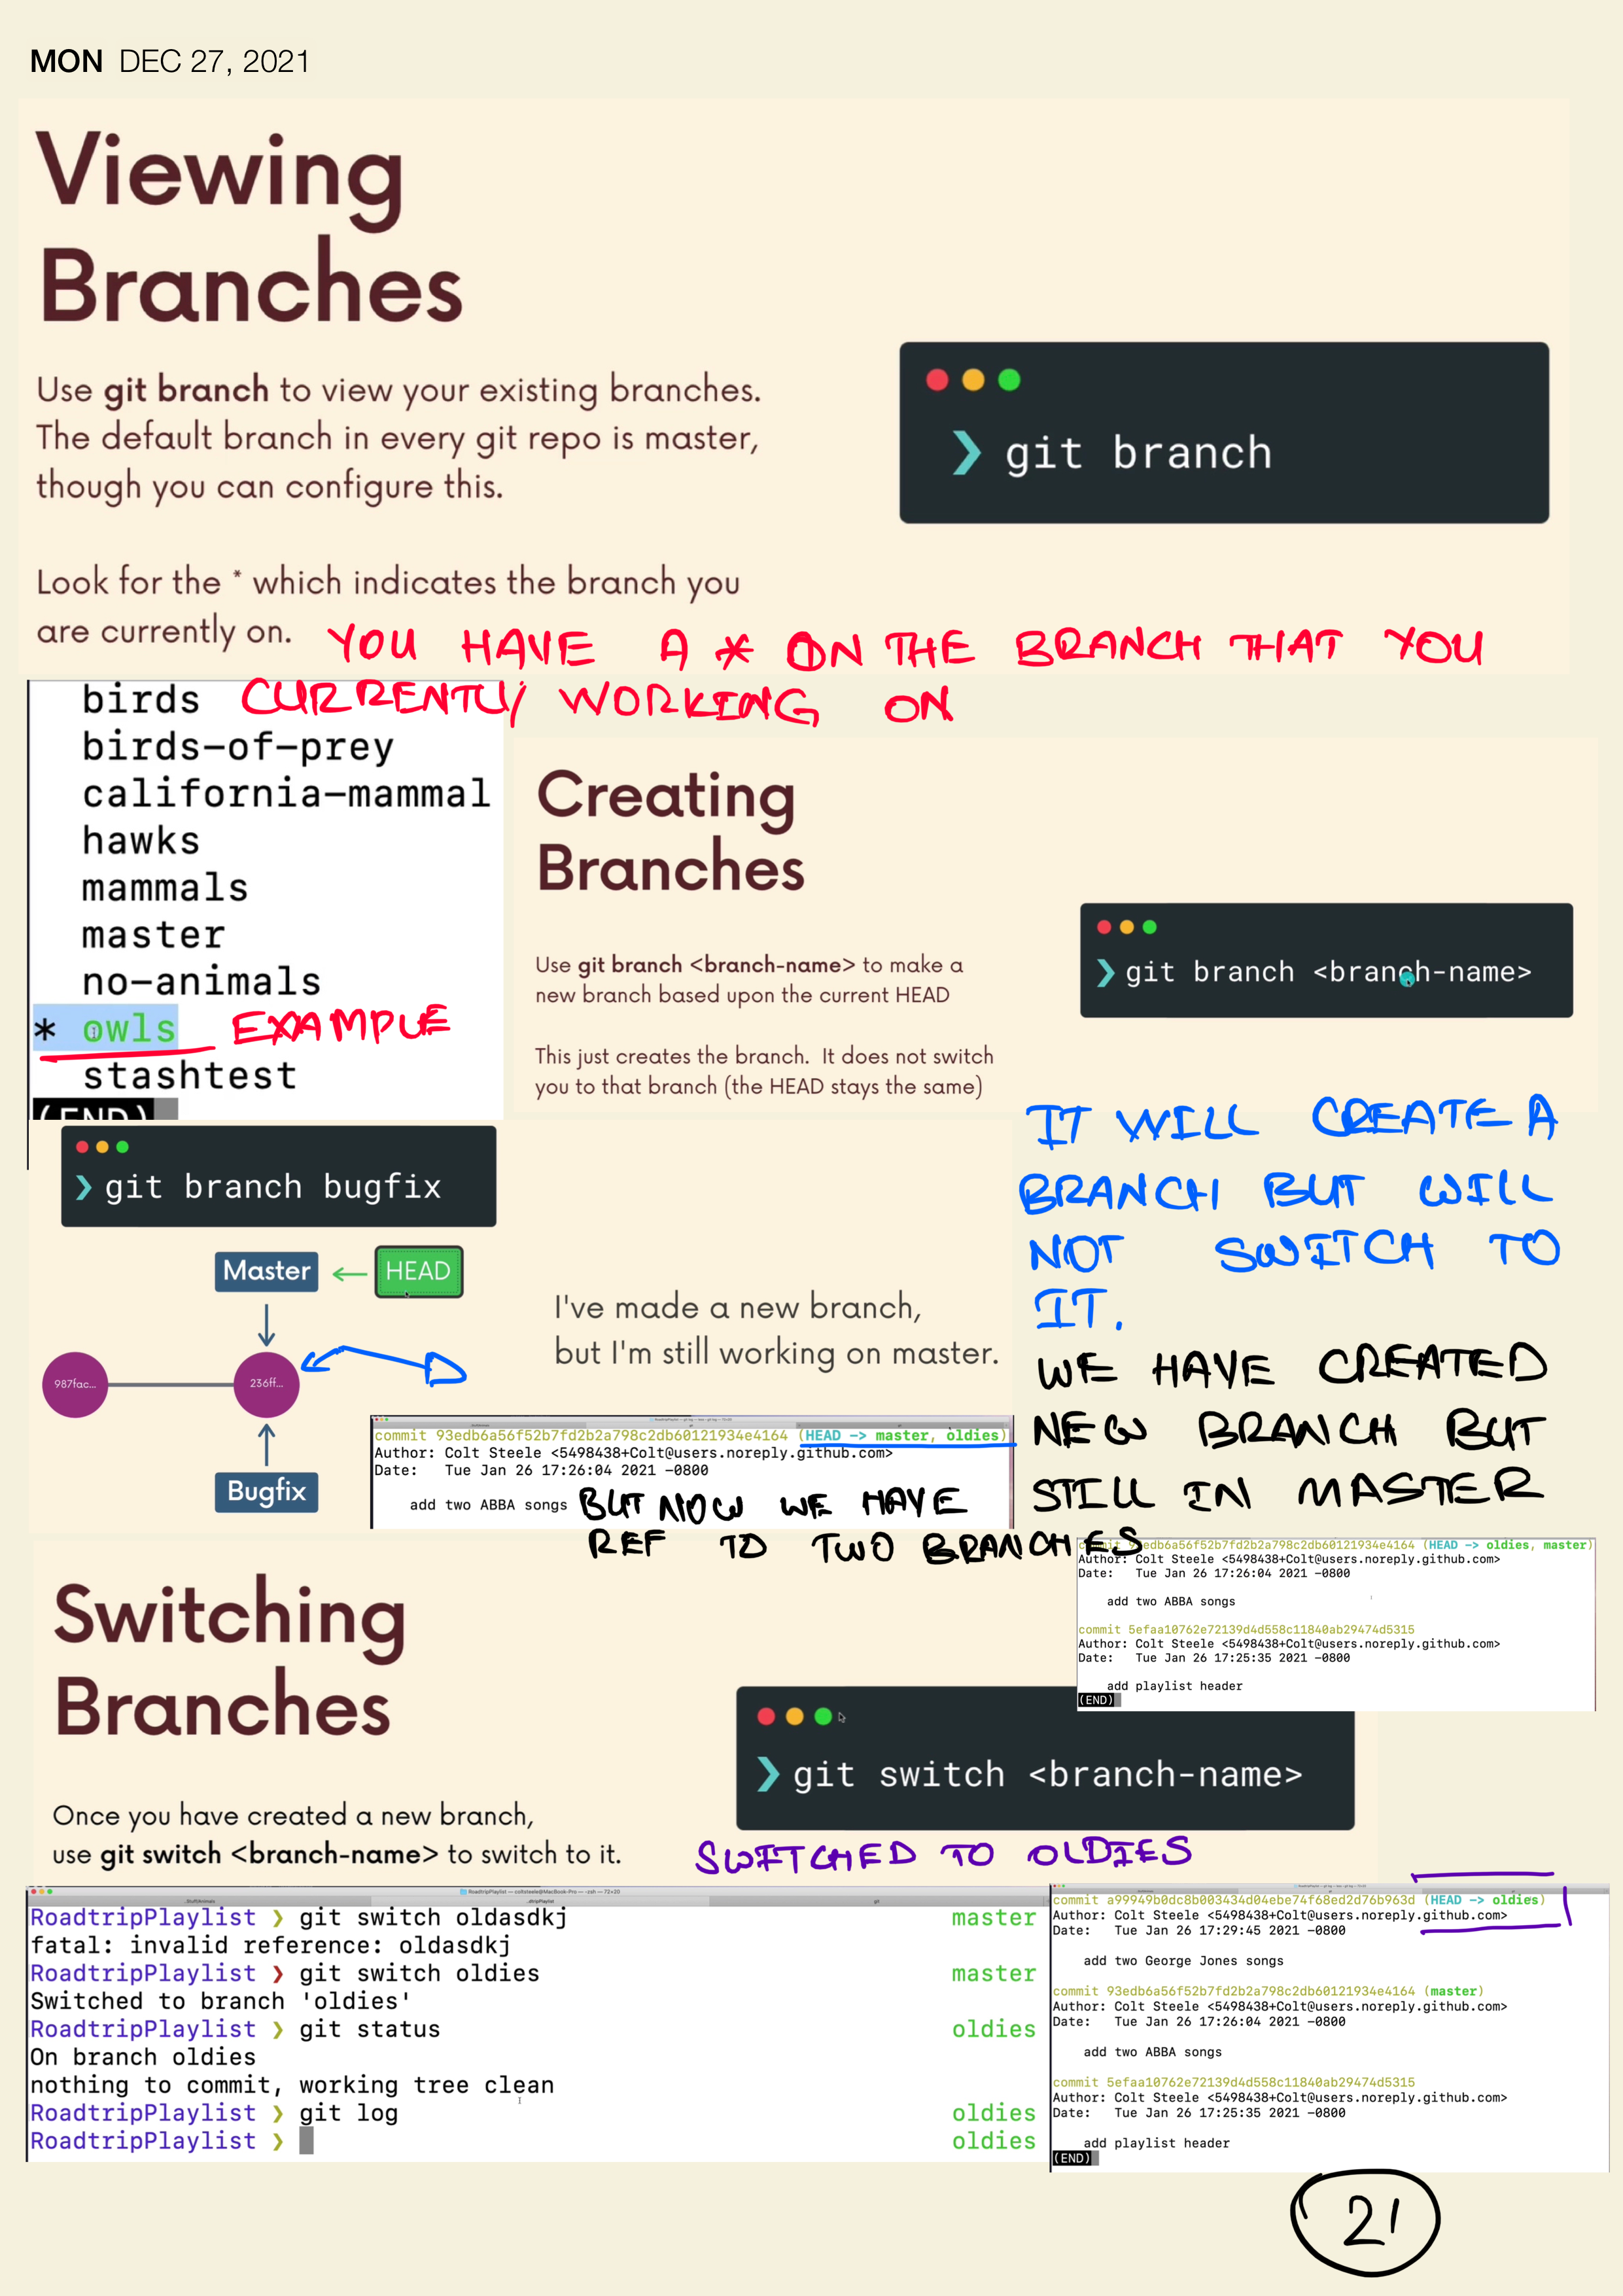 MON DEC 27, 2021
Viewing
Branches
Use git branch to view your existing branches.
The default branch in every git repo is master,
though you can configure this.
❯ git branch
Look for the * which indicates the branch you
are currently on.
YOU HAVE A * ON THE BRANCH THAT YOU
CURRENTLY WORKING ON
birds
birds-of-prey
california-mammal
hawks
mammals
master
no-animals
* owls
EXAMPLE
stashtest
(END)
Creating
Branches
Use git branch <branch-name> to make a
new branch based upon the current HEAD
This just creates the branch. It does not switch
you to that branch (the HEAD stays the same)
❯ git branch <branch-name>
IT WILL CREATE A
BRANCH BUT WILL
NOT SWITCH TO
IT.
❯ git branch bugfix
Master
HEAD
987fac...
236ff...
Bugfix
I've made a new branch,
but I'm still working on master.
WE HAVE CREATED
NEW BRANCH BUT
STILL IN MASTER
commit 93edb6a56f52b7fd2b2a798c2db60121934e4164 (HEAD -> master, oldies)
Author: Colt Steele <5498438+Colt@users.noreply.github.com>
Date: Tue Jan 26 17:26:04 2021 -0800
add two ABBA songs
BUT NOW WE HAVE
REF TO TWO BRANCHES
commit 93edb6a56f52b7fd2b2a798c2db60121934e4164 (HEAD -> oldies, master)
Author: Colt Steele <5498438+Colt@users.noreply.github.com>
Date: Tue Jan 26 17:26:04 2021 -0800
add two ABBA songs
commit 5efaa10762e72139d4d558c11840ab29474d5315
Author: Colt Steele <5498438+Colt@users.noreply.github.com>
Date: Tue Jan 26 17:25:35 2021 -0800
add playlist header
(END)
Switching
Branches
Once you have created a new branch,
use git switch <branch-name> to switch to it.
❯ git switch <branch-name>
SWITCHED TO OLDIES
RoadtripPlaylist — coltsteele@MacBook-Pro — -zsh — 72×20
RoadtripPlaylist ❯ git switch oldasdkj master
fatal: invalid reference: oldasdkj
RoadtripPlaylist ❯ git switch oldies master
Switched to branch 'oldies'
RoadtripPlaylist ❯ git status oldies
On branch oldies
nothing to commit, working tree clean
RoadtripPlaylist ❯ git log oldies
RoadtripPlaylist ❯ oldies
commit a99949b0dc8b003434d04ebe74f68ed2d76b963d (HEAD -> oldies)
Author: Colt Steele <5498438+Colt@users.noreply.github.com>
Date: Tue Jan 26 17:29:45 2021 -0800
add two George Jones songs
commit 93edb6a56f52b7fd2b2a798c2db60121934e4164 (master)
Author: Colt Steele <5498438+Colt@users.noreply.github.com>
Date: Tue Jan 26 17:26:04 2021 -0800
add two ABBA songs
commit 5efaa10762e72139d4d558c11840ab29474d5315
Author: Colt Steele <5498438+Colt@users.noreply.github.com>
Date: Tue Jan 26 17:25:35 2021 -0800
add playlist header
(END)
21